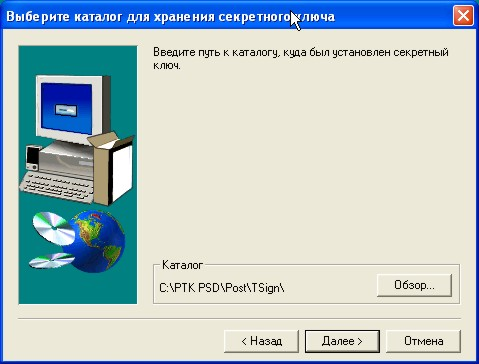 Выберите каталог для хранения секретного ключа
Введите путь к каталогу, куда был установлен секретный
ключ.
Каталог
C:\PTK PSD\Post\TSign\
Обзор...
< Назад
Далее >
Отмена